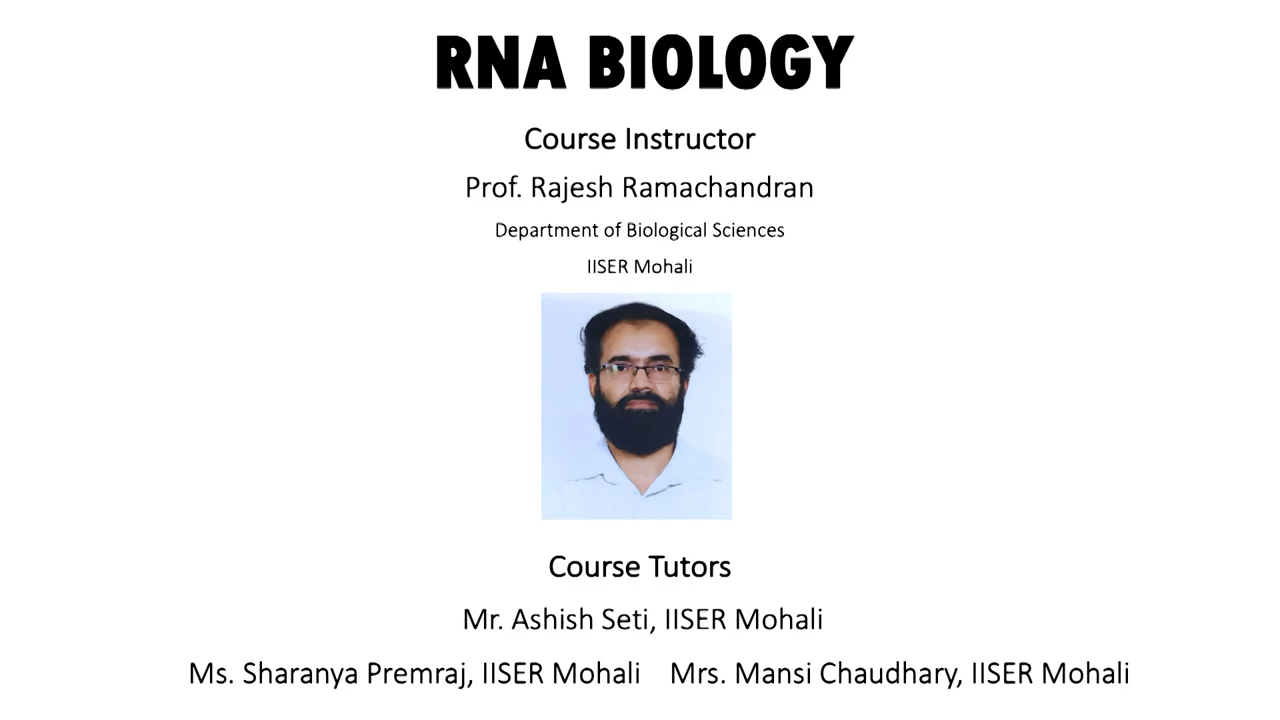 RNA BIOLOGY
Course Instructor
Prof. Rajesh Ramachandran
Department of Biological Sciences
IISER Mohali
Course Tutors
Mr. Ashish Seti, IISER Mohali
Ms. Sharanya Premraj, IISER Mohali Mrs. Mansi Chaudhary, IISER Mohali